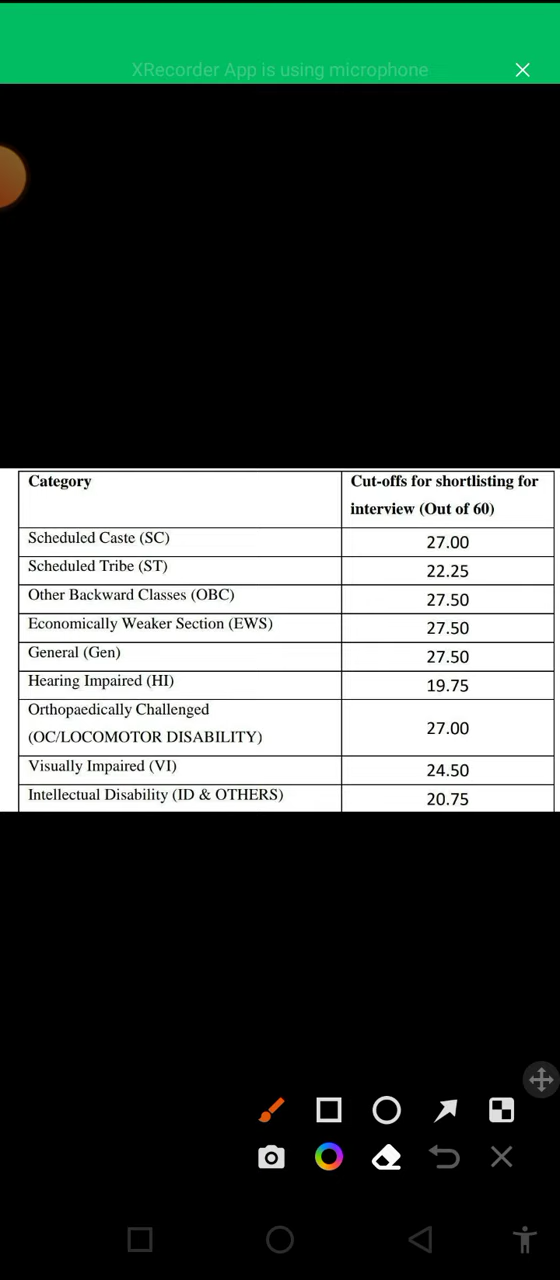 XRecorder App is using microphone
Category
Cut-offs for shortlisting for
interview (Out of 60)
Scheduled Caste (SC)
27.00
Scheduled Tribe (ST)
22.25
Other Backward Classes (OBC)
27.50
Economically Weaker Section (EWS)
27.50
General (Gen)
27.50
Hearing Impaired (HI)
19.75
Orthopaedically Challenged
(OC/LOCOMOTOR DISABILITY)
27.00
Visually Impaired (VI)
24.50
Intellectual Disability (ID & OTHERS)
20.75